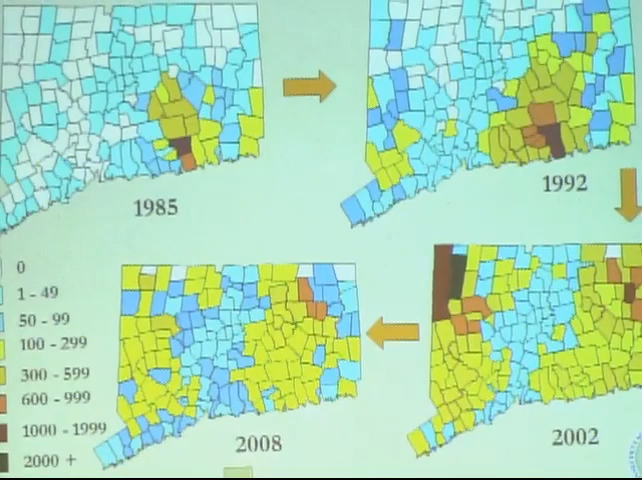 1985
1992
0
1 - 49
50 - 99
100 - 299
300 - 599
600 - 999
1000 - 1999
2000 +
2008
2002